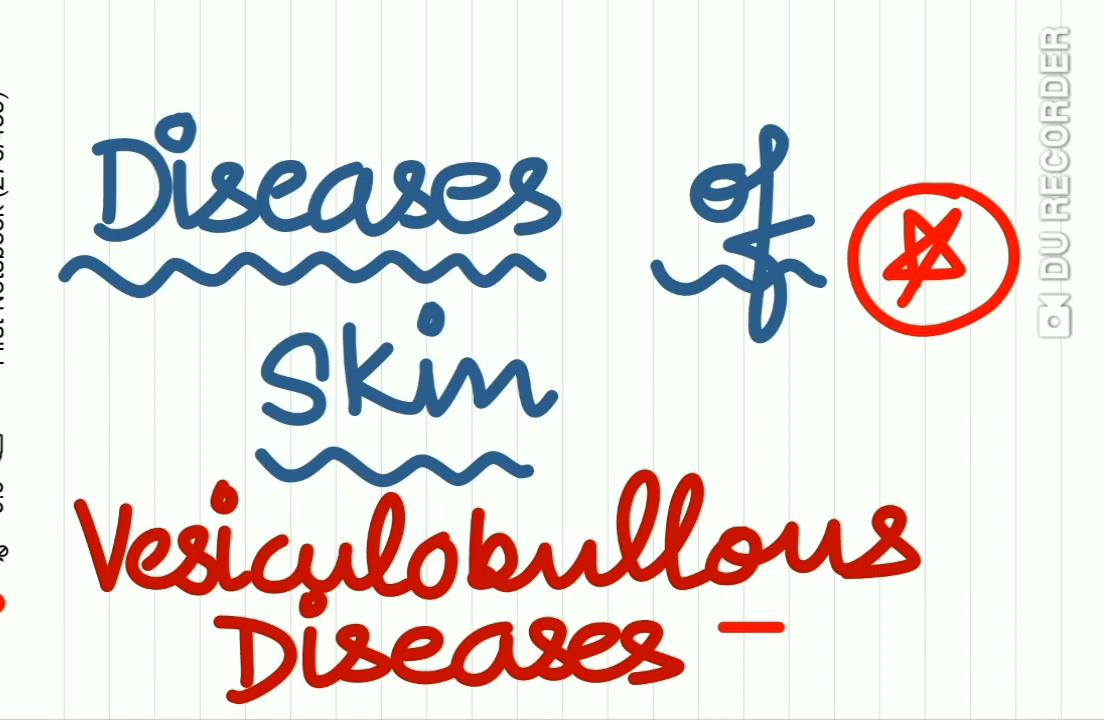 Diseases of
Skin
Vesiculobullous
Diseases
DU RECORDER